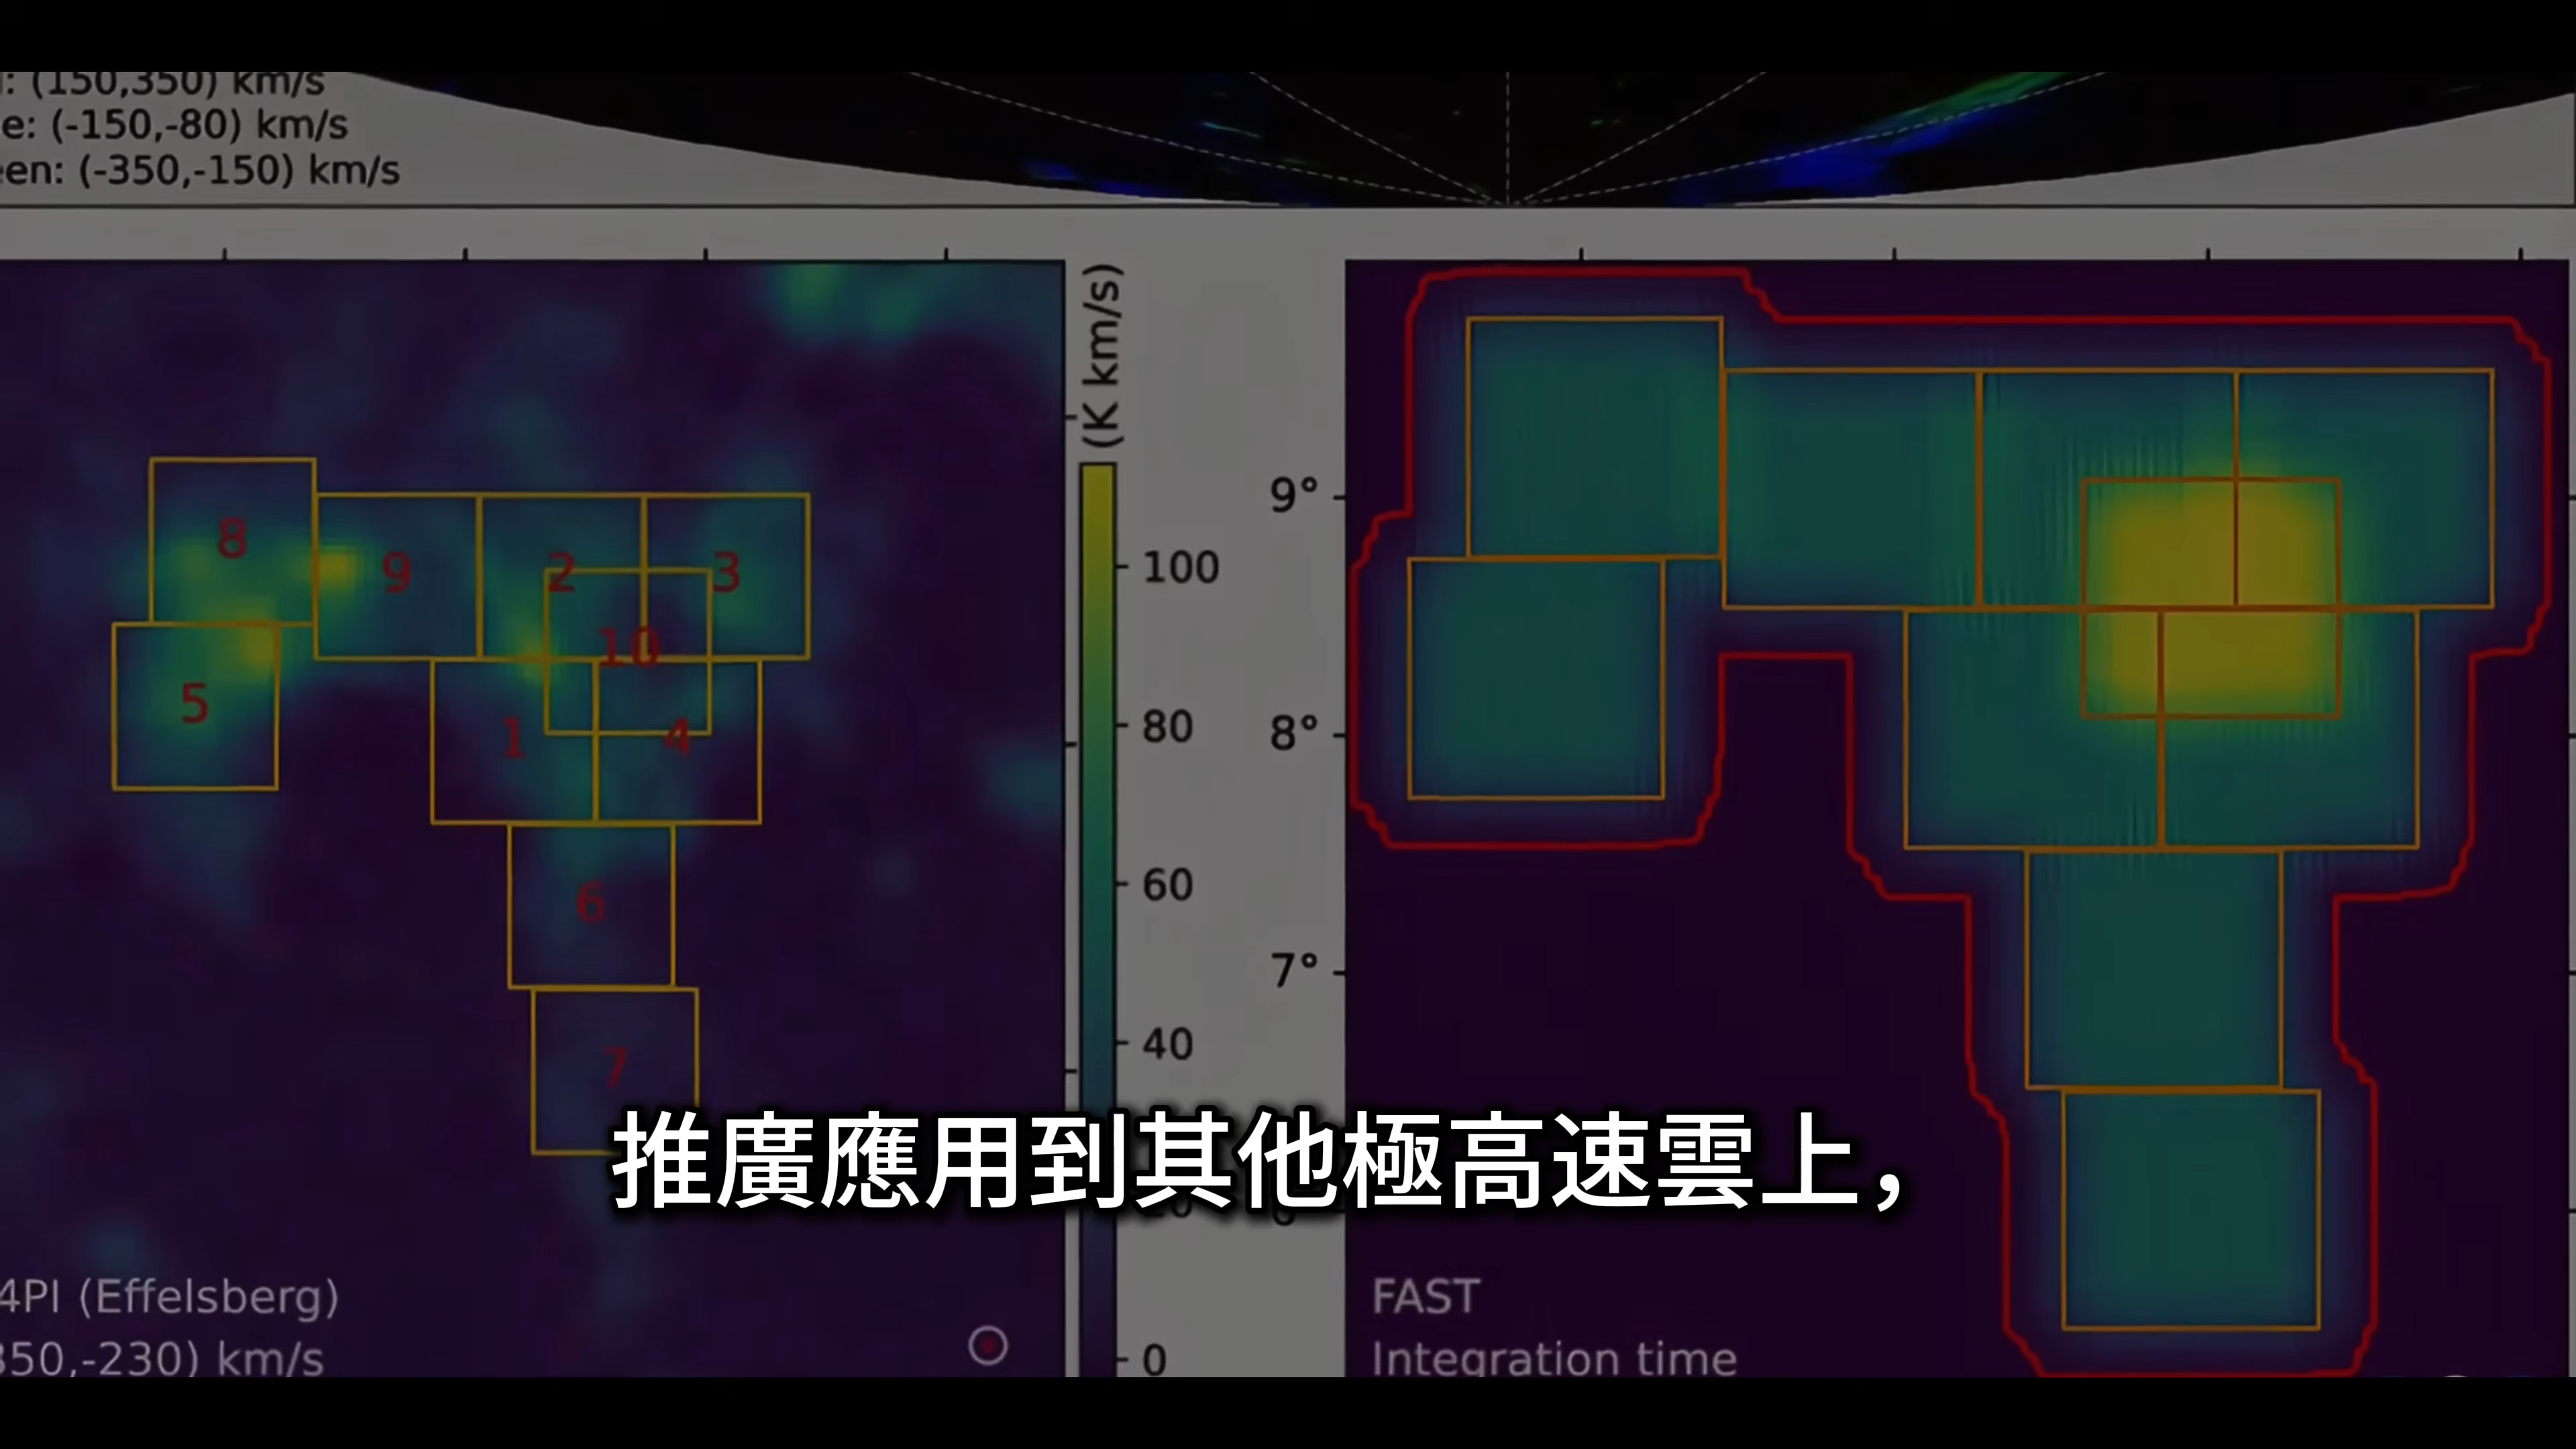 : (150,350) km/s
e: (-150,-80) km/s
een: (-350,-150) km/s
(K km/s)
100
80
60
40
20
0
8
9
2
3
10
5
1
4
6
7
9°
8°
7°
6°
推廣應用到其他極高速雲上，
4PI (Effelsberg)
350,-230) km/s
FAST
Integration time